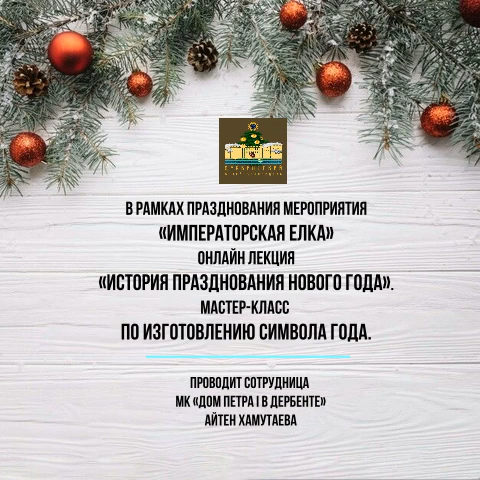 В РАМКАХ ПРАЗДНОВАНИЯ МЕРОПРИЯТИЯ
«ИМПЕРАТОРСКАЯ ЕЛКА»
ОНЛАЙН ЛЕКЦИЯ
«ИСТОРИЯ ПРАЗДНОВАНИЯ НОВОГО ГОДА».
МАСТЕР-КЛАСС
ПО ИЗГОТОВЛЕНИЮ СИМВОЛА ГОДА.
ПРОВОДИТ СОТРУДНИЦА
МК «ДОМ ПЕТРА I В ДЕРБЕНТЕ»
АЙТЕН ХАМУТАЕВА